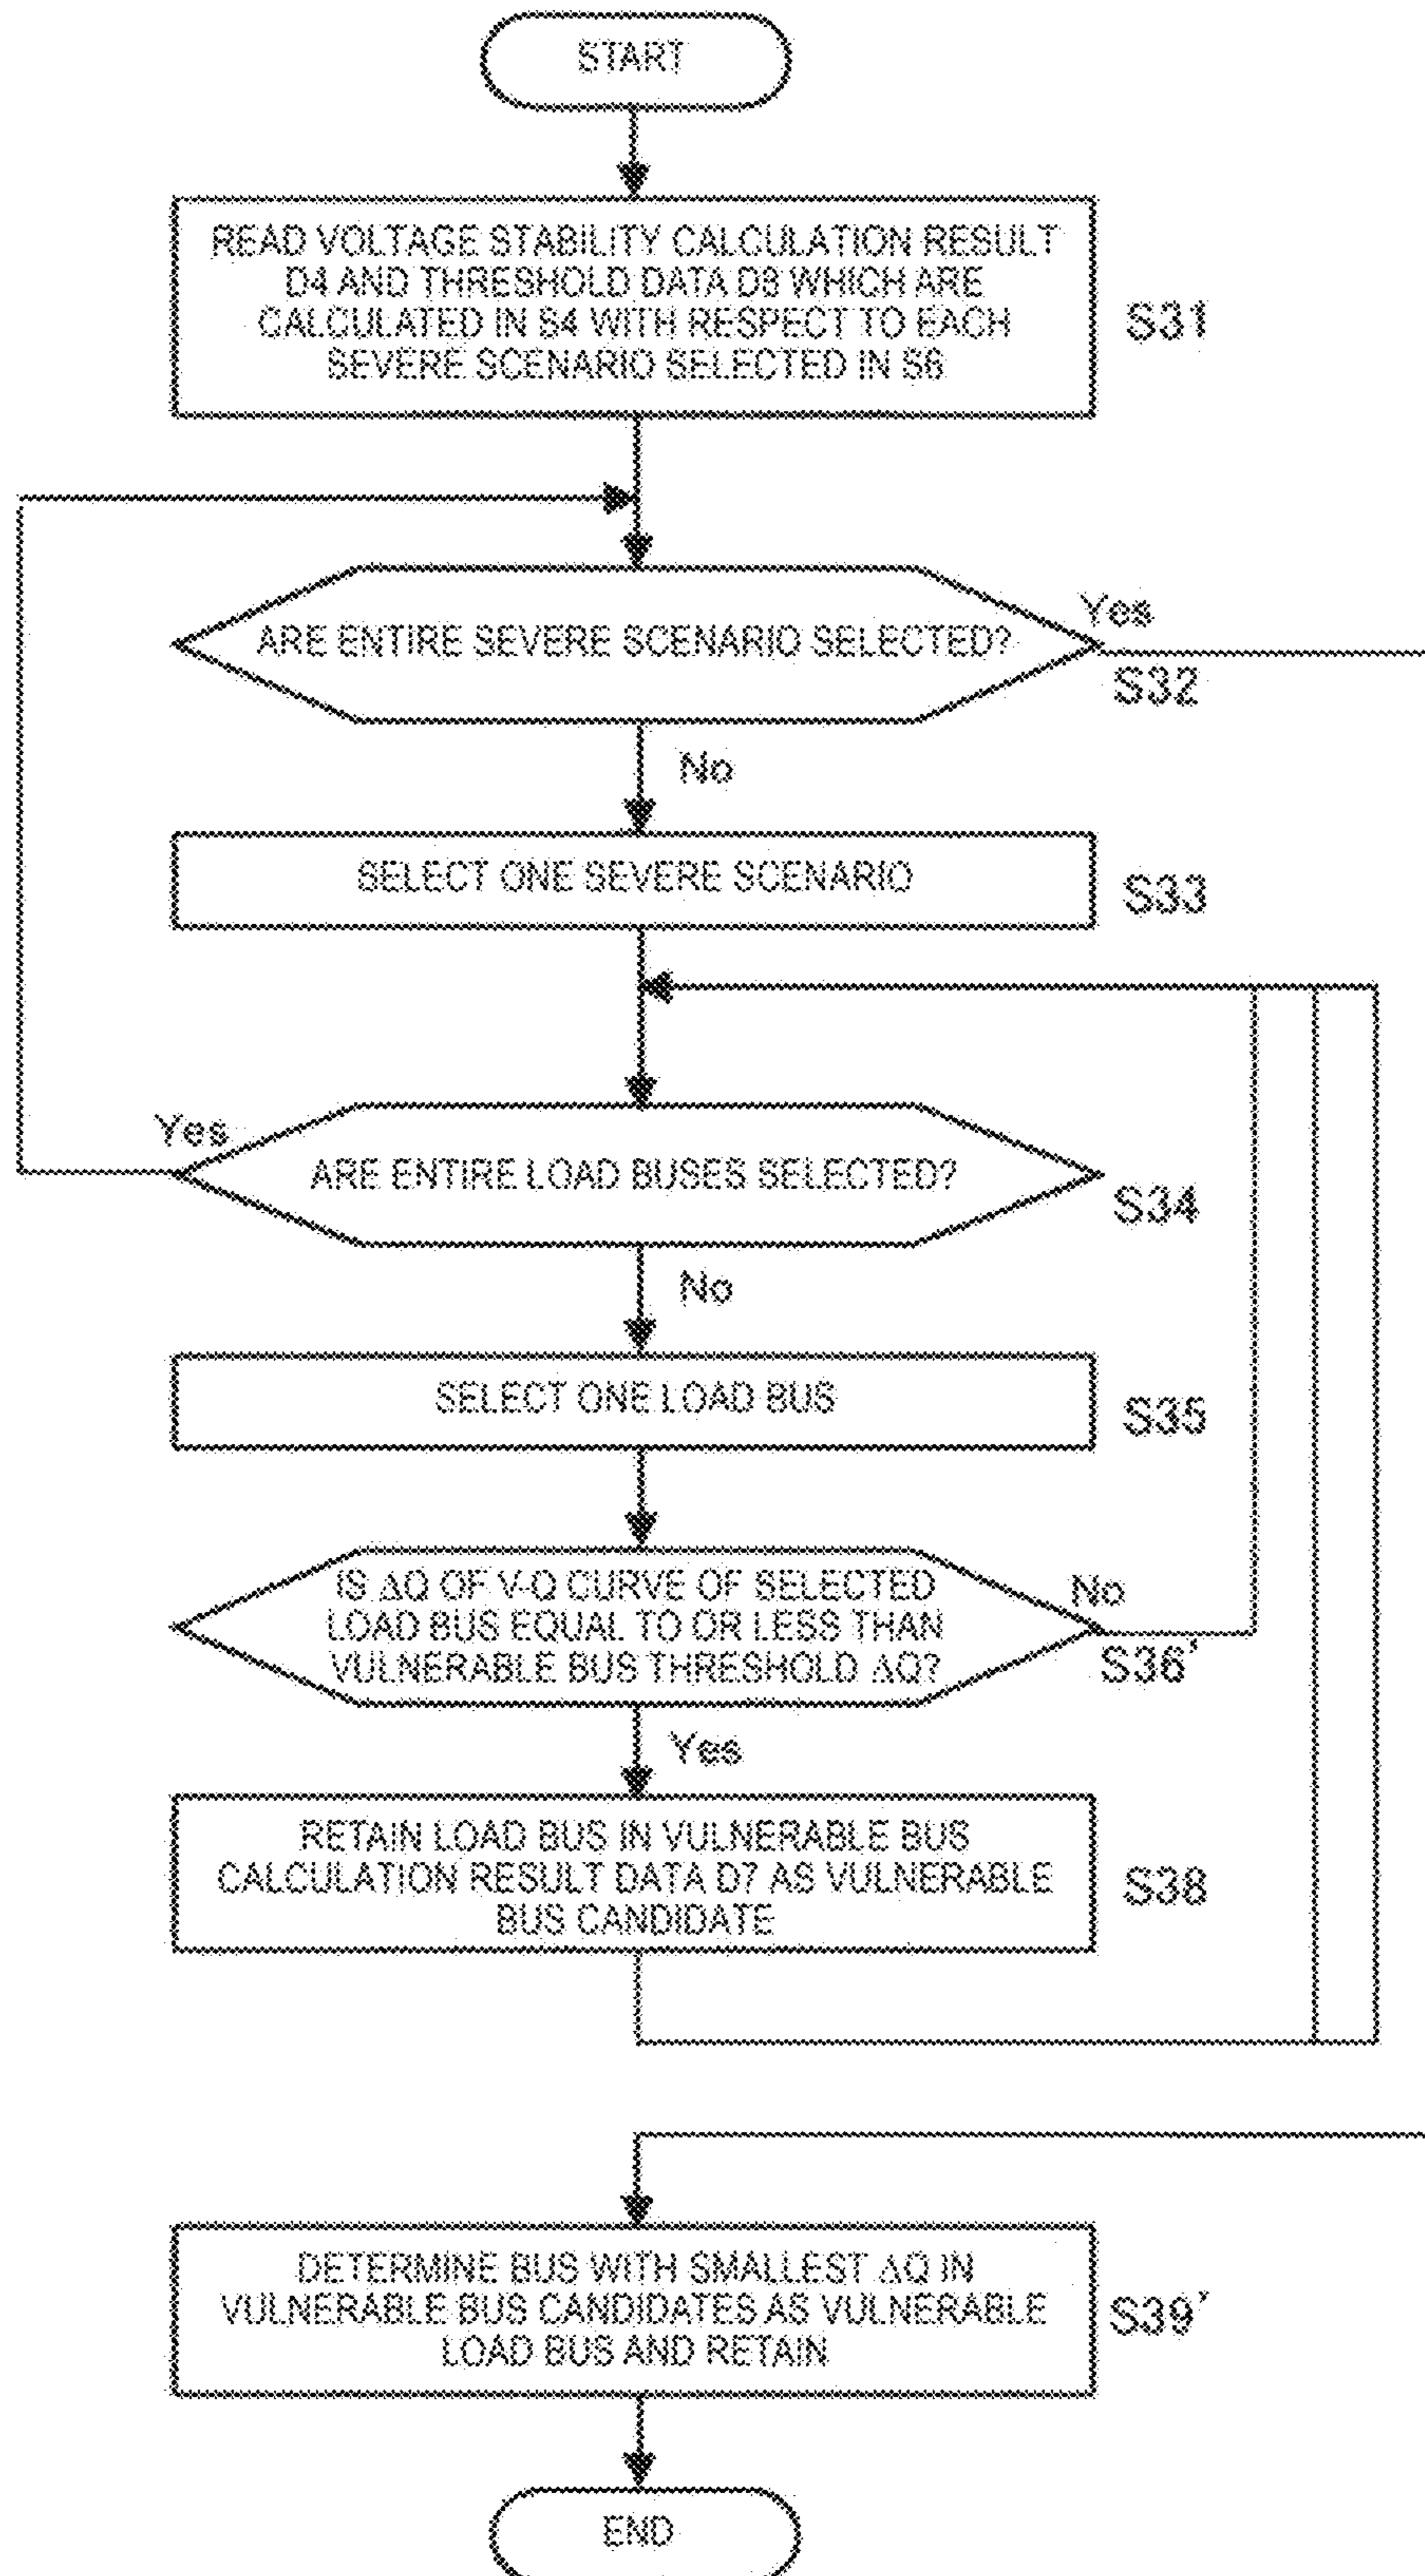 START
READ VOLTAGE STABILITY CALCULATION RESULT
D4 AND THRESHOLD DATA D8 WHICH ARE
CALCULATED IN S4 WITH RESPECT TO EACH
SEVERE SCENARIO SELECTED IN S6
S31
ARE ENTIRE SEVERE SCENARIO SELECTED?
Yes
S32
No
SELECT ONE SEVERE SCENARIO
S33
Yes
ARE ENTIRE LOAD BUSES SELECTED?
S34
No
SELECT ONE LOAD BUS
S35
IS ΔQ OF V-Q CURVE OF SELECTED
LOAD BUS EQUAL TO OR LESS THAN
VULNERABLE BUS THRESHOLD ΔQ?
No
S36'
Yes
RETAIN LOAD BUS IN VULNERABLE BUS
CALCULATION RESULT DATA D7 AS VULNERABLE
BUS CANDIDATE
S38
DETERMINE BUS WITH SMALLEST ΔQ IN
VULNERABLE BUS CANDIDATES AS VULNERABLE
LOAD BUS AND RETAIN
S39'
END